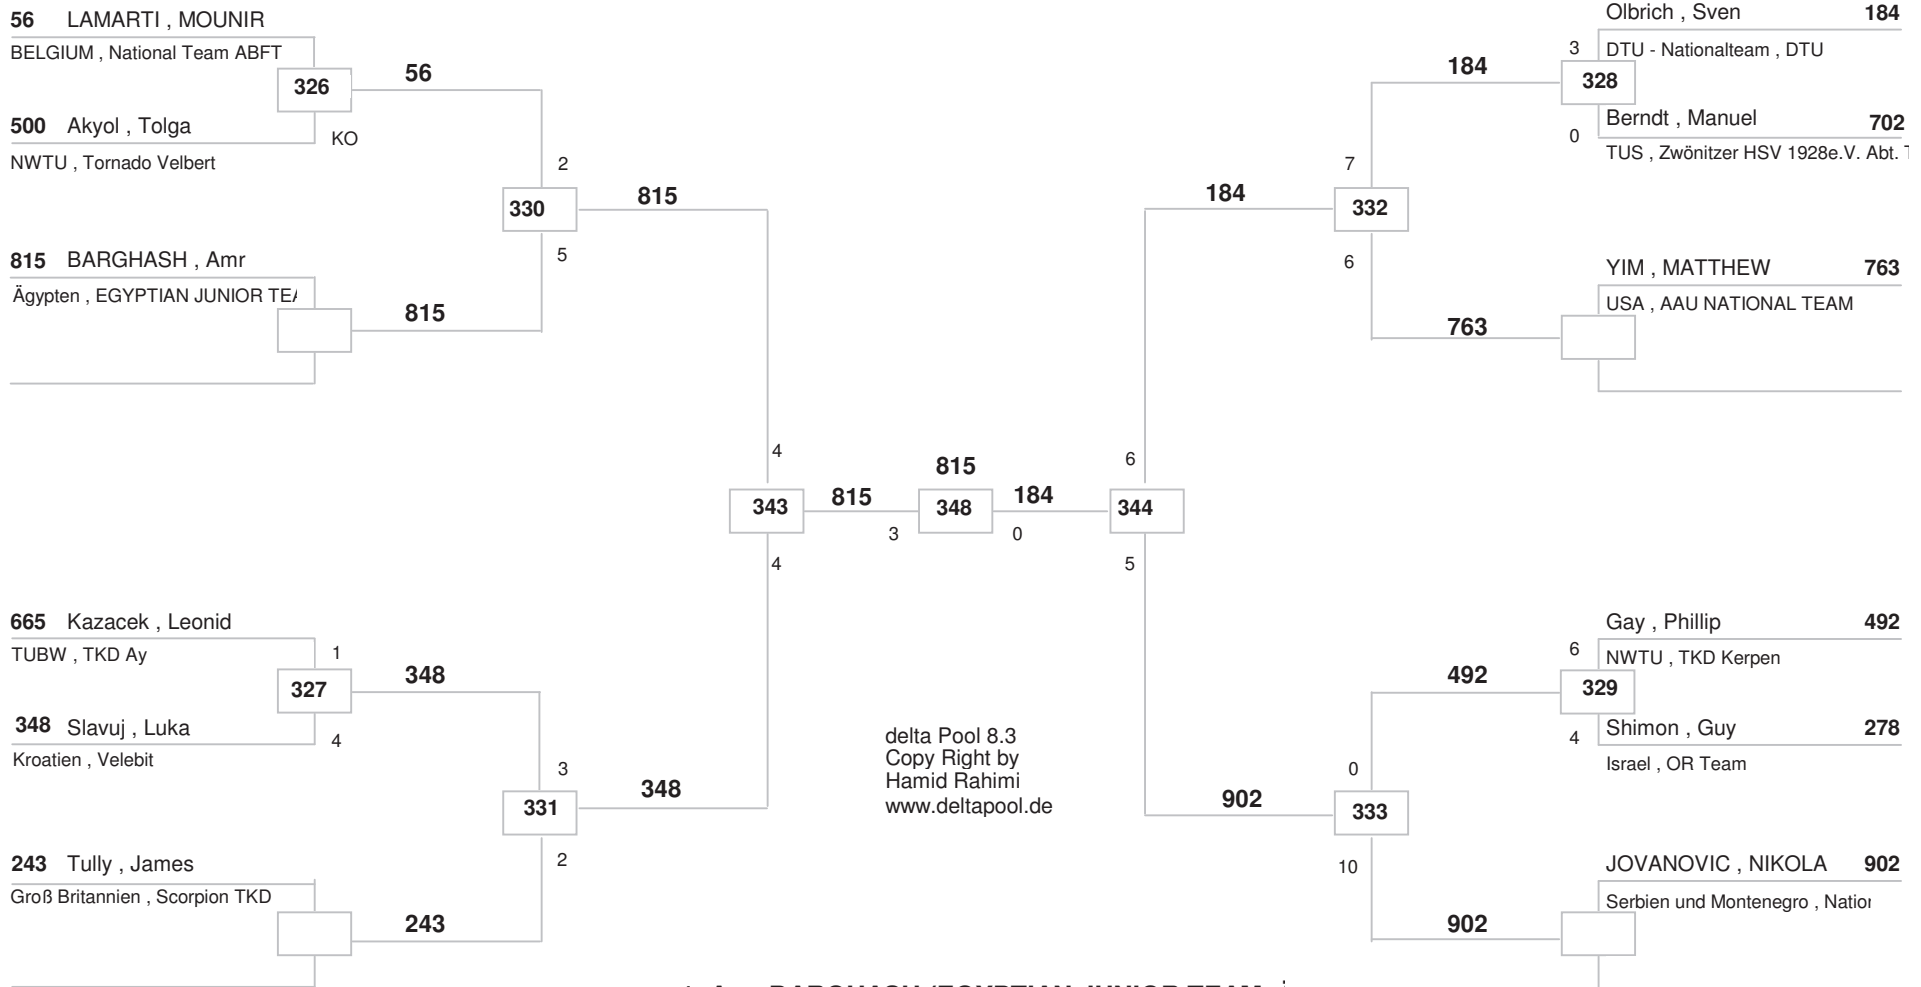 56 LAMARTI , MOUNIR
BELGIUM , National Team ABFT
326
56
500 Akyol , Tolga
KO
NWTU , Tornado Velbert
2
330
815
5
815 BARGHASH , Amr
Ägypten , EGYPTIAN JUNIOR TEA
815
4
343
815
3
4
815
348
184
0
665 Kazacek , Leonid
TUBW , TKD Ay
1
327
348
348 Slavuj , Luka
4
Kroatien , Velebit
3
331
348
2
243 Tully , James
Groß Britannien , Scorpion TKD
243
delta Pool 8.3
Copy Right by
Hamid Rahimi
www.deltapool.de
Olbrich , Sven 184
3 DTU - Nationalteam , DTU
184
328
Berndt , Manuel 702
0
TUS , Zwönitzer HSV 1928e.V. Abt.
7
184
332
6
YIM , MATTHEW 763
USA , AAU NATIONAL TEAM
763
6
344
5
Gay , Phillip 492
6 NWTU , TKD Kerpen
492
329
Shimon , Guy 278
4
Israel , OR Team
0
902
333
10
JOVANOVIC , NIKOLA 902
Serbien und Montenegro , Nation
902
Amr BARGHASH (EGYPTIAN JUNIOR TEAM